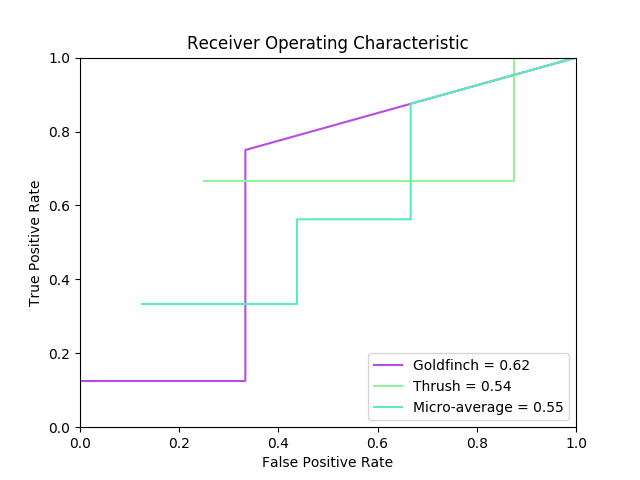 Receiver Operating Characteristic
1.0
0.8
0.6
0.4
0.2
0.0
True Positive Rate
Goldfinch = 0.62
Thrush = 0.54
Micro-average = 0.55
0.0 0.2 0.4 0.6 0.8 1.0
False Positive Rate